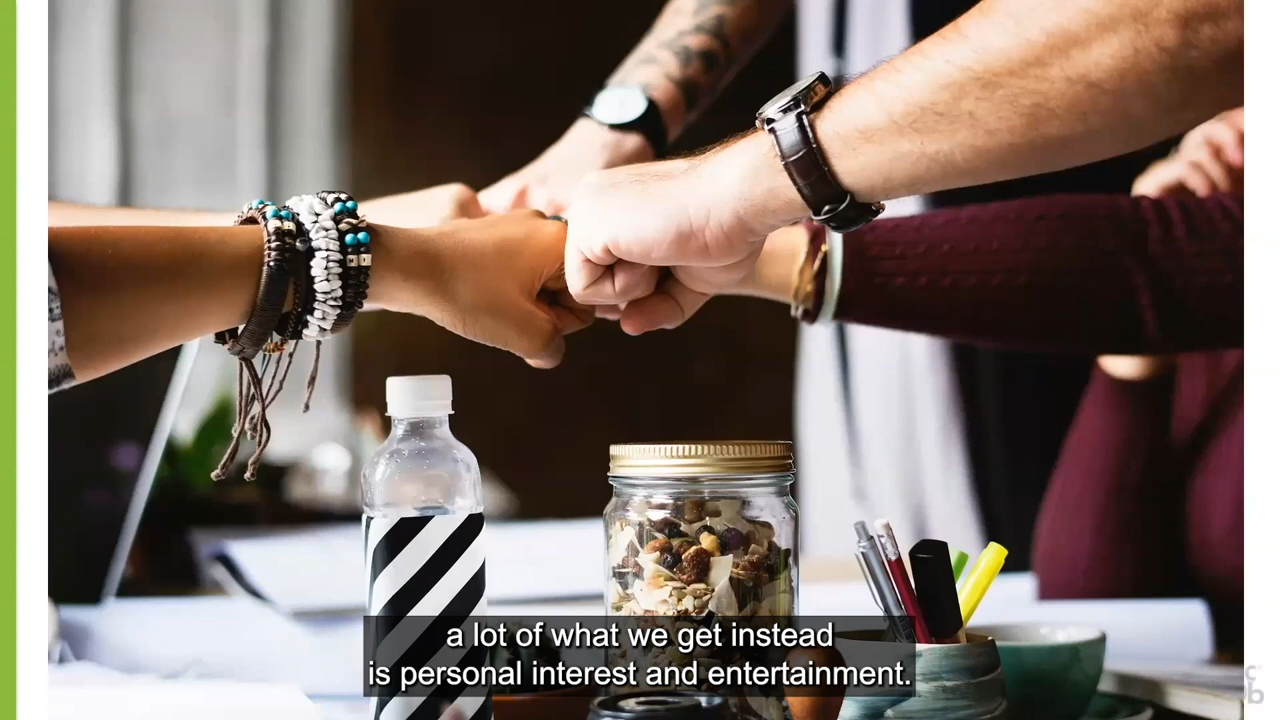 a lot of what we get instead
is personal interest and entertainment.